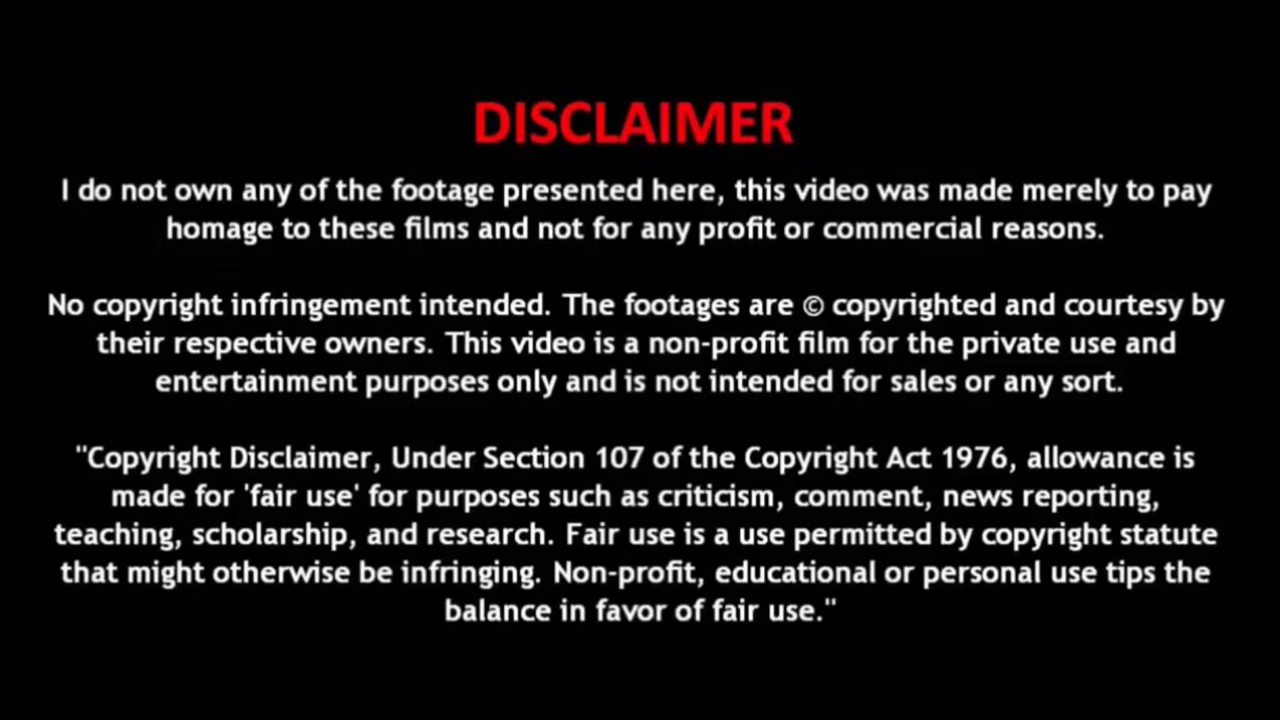 DISCLAIMER
I do not own any of the footage presented here, this video was made merely to pay
homage to these films and not for any profit or commercial reasons.
No copyright infringement intended. The footages are © copyrighted and courtesy by
their respective owners. This video is a non-profit film for the private use and
entertainment purposes only and is not intended for sales or any sort.
"Copyright Disclaimer, Under Section 107 of the Copyright Act 1976, allowance is
made for 'fair use' for purposes such as criticism, comment, news reporting,
teaching, scholarship, and research. Fair use is a use permitted by copyright statute
that might otherwise be infringing. Non-profit, educational or personal use tips the
balance in favor of fair use."